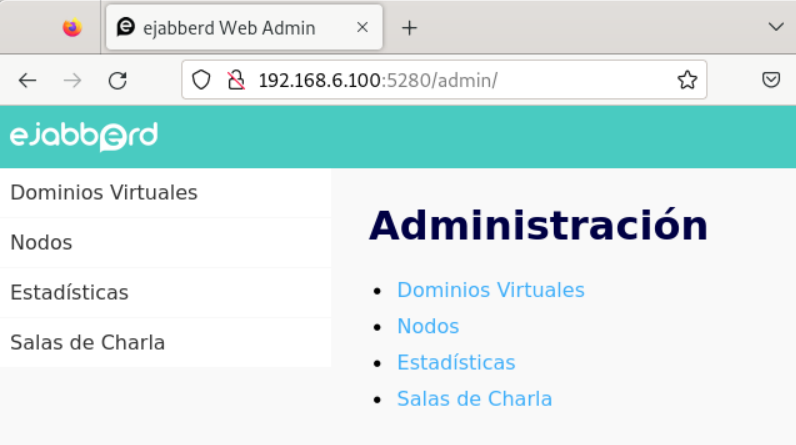 ejabberd Web Admin
192.168.6.100:5280/admin/
ejabberd
Dominios Virtuales
Nodos
Estadísticas
Salas de Charla
Administración
Dominios Virtuales
Nodos
Estadísticas
Salas de Charla